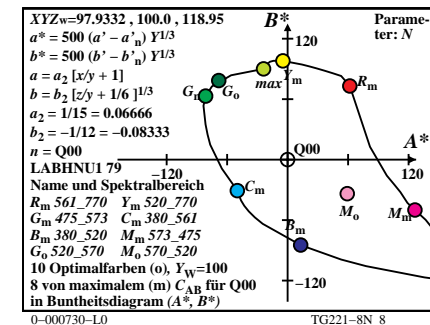 XYZw=97.9332, 100.0, 118.95
a* = 500 (a' – a'n) Y1/3
b* = 500 (b' – b'n) Y1/3
a = a2 [x/y + 1]
b = b2 [z/y + 1/6 ]1/3
a2 = 1/15 = 0.06666
b2 = –1/12 = –0.08333
n = Q00
LABHNU1 79
Name und Spektralbereich
Rm 561_770 Ym 520_770
Gm 475_573 Cm 380_561
Bm 380_520 Mm 573_475
Go 520_570 Mo 570_520
10 Optimalfarben (o), YW=100
8 von maximalem (m) CAB für Q00
in Buntheitsdiagram (A*, B*)
B*
Parame-
ter: N
120
Ym
max
Rm
Gm
Go
Q00
A*
–120
120
Cm
Mo
Mm
Bm
–120
0-000730-L0
TG221-8N 8